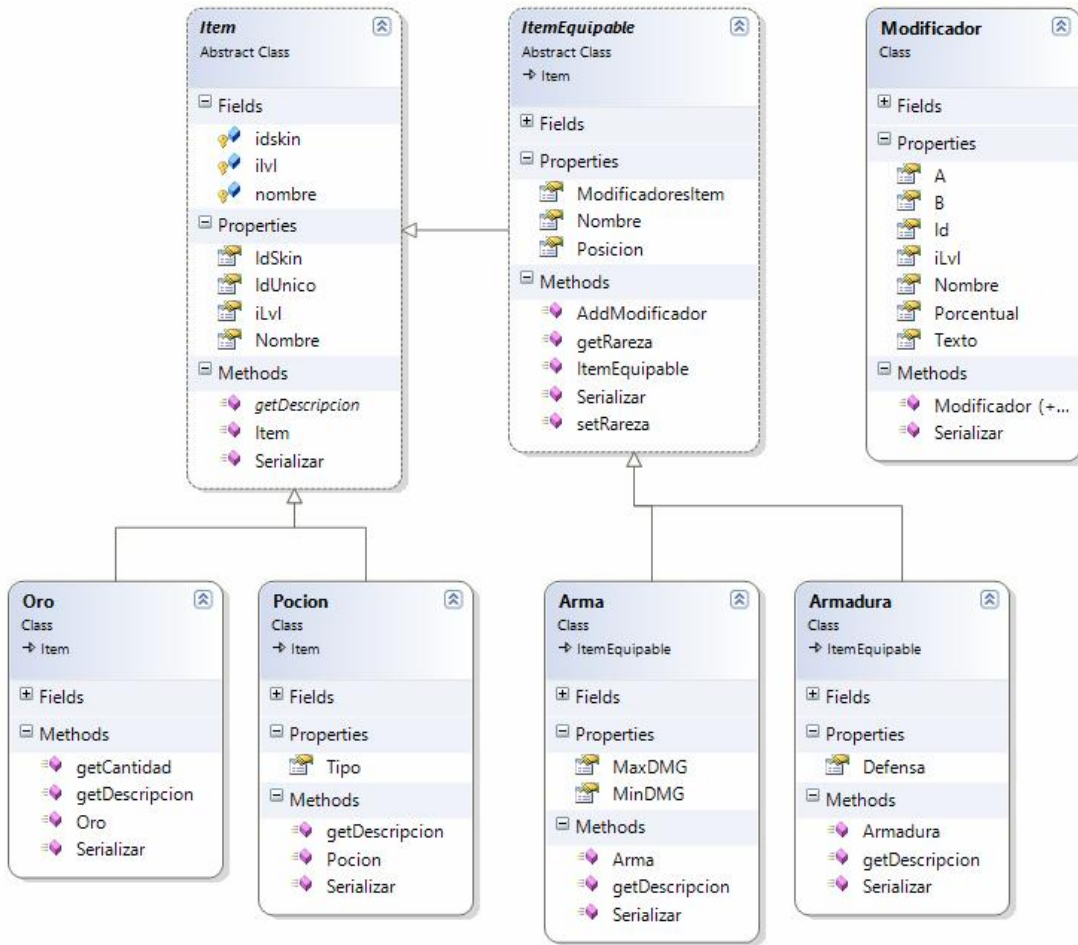 Item
Abstract Class
Fields
idskin
ilvl
nombre
Properties
IdSkin
IdUnico
iLvl
Nombre
Methods
getDescripcion
Item
Serializar
ItemEquipable
Abstract Class
Item
Fields
Properties
ModificadoresItem
Nombre
Posicion
Methods
AddModificador
getRareza
ItemEquipable
Serializar
setRareza
Modificador
Class
Fields
Properties
A
B
Id
iLvl
Nombre
Porcentual
Texto
Methods
Modificador (+...
Serializar
Oro
Class
Item
Fields
Methods
getCantidad
getDescripcion
Oro
Serializar
Pocion
Class
Item
Fields
Properties
Tipo
Methods
getDescripcion
Pocion
Serializar
Arma
Class
ItemEquipable
Fields
Properties
MaxDMG
MinDMG
Methods
Arma
getDescripcion
Serializar
Armadura
Class
ItemEquipable
Fields
Properties
Defensa
Methods
Armadura
getDescripcion
Serializar